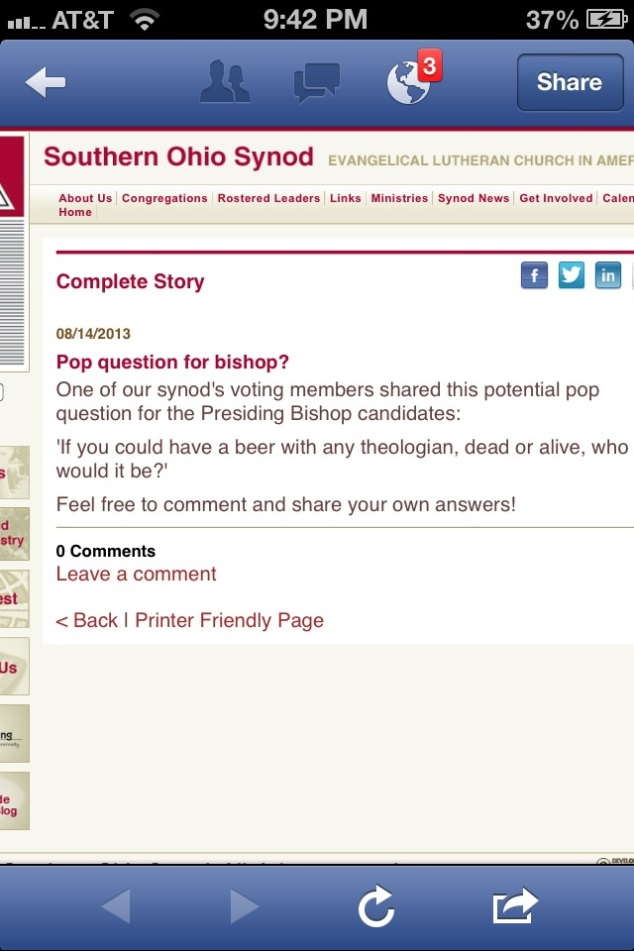 AT&T 9:42 PM 37%
3
Share
Southern Ohio Synod EVANGELICAL LUTHERAN CHURCH IN AMER
About Us Congregations Rostered Leaders Links Ministries Synod News Get Involved Calen
Home
Complete Story
f in
08/14/2013
Pop question for bishop?
One of our synod's voting members shared this potential pop
question for the Presiding Bishop candidates:
'If you could have a beer with any theologian, dead or alive, who
would it be?'
Feel free to comment and share your own answers!
0 Comments
Leave a comment
< Back | Printer Friendly Page
s
d
stry
est
Us
ng
de
log